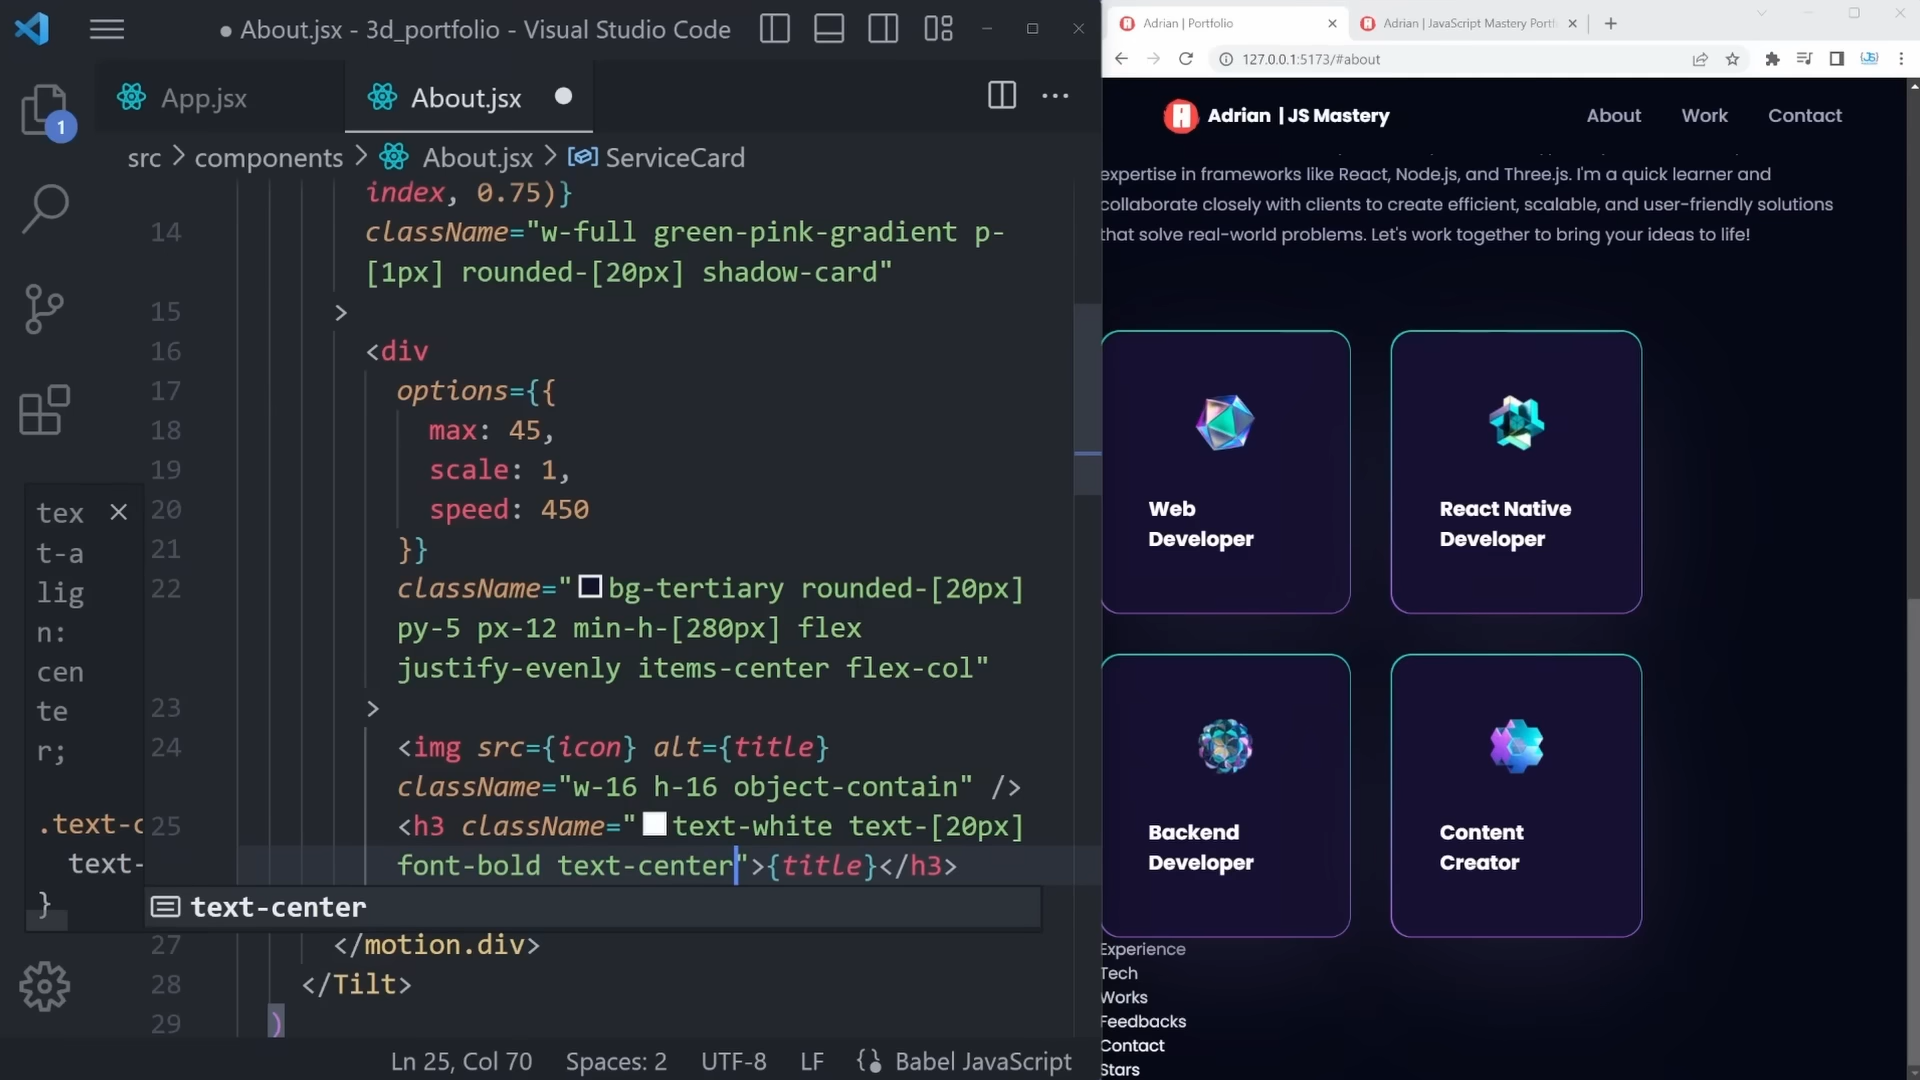 About.jsx - 3d_portfolio - Visual Studio Code
App.jsx
About.jsx
src > components > About.jsx > ServiceCard
1
index, 0.75)}
14 className="w-full green-pink-gradient p-
[1px] rounded-[20px] shadow-card"
15 >
16 <div
17 options={{
18 max: 45,
19 scale: 1,
20 speed: 450
21 }}
22 className="bg-tertiary rounded-[20px]
py-5 px-12 min-h-[280px] flex
justify-evenly items-center flex-col"
23 >
24 <img src={icon} alt={title}
className="w-16 h-16 object-contain" />
25 <h3 className="text-white text-[20px]
font-bold text-center">{title}</h3>
text-center
27 </motion.div>
28 </Tilt>
29 )
tex
t-a
lig
n:
cen
te
r;
.text-c
text-
}
Ln 25, Col 70 Spaces: 2 UTF-8 LF {} Babel JavaScript
Adrian | Portfolio
Adrian | JavaScript Mastery Portf
127.0.0.1:5173/#about
JS
Adrian | JS Mastery
About Work Contact
expertise in frameworks like React, Node.js, and Three.js. I'm a quick learner and
collaborate closely with clients to create efficient, scalable, and user-friendly solutions
that solve real-world problems. Let's work together to bring your ideas to life!
Web
Developer
React Native
Developer
Backend
Developer
Content
Creator
Experience
Tech
Works
Feedbacks
Contact
Stars